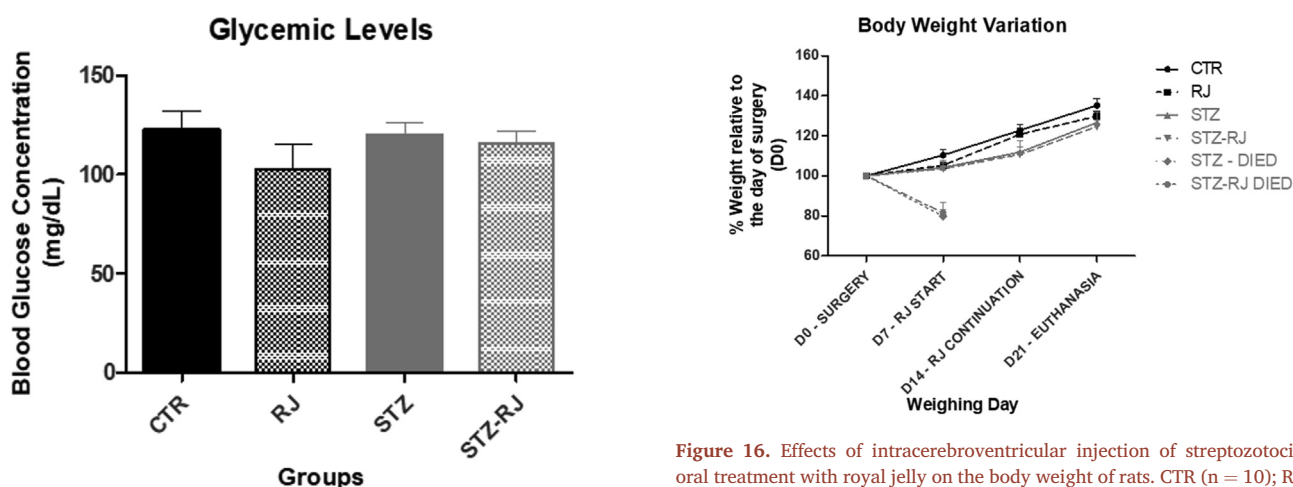 Glycemic Levels
Blood Glucose Concentration
(mg/dL)
150
100
50
0
CTR
RJ
STZ
STZ-RJ
Groups
Body Weight Variation
% Weight relative to
the day of surgery
(D0)
160
140
120
100
80
60
D0 - SURGERY
D7 - RJ START
D14 - RJ CONTINUATION
D21 - EUTHANASIA
Weighing Day
CTR
RJ
STZ
STZ-RJ
STZ - DIED
STZ-RJ DIED
Figure 16. Effects of intracerebroventricular injection of streptozotoci
oral treatment with royal jelly on the body weight of rats. CTR (n = 10); R